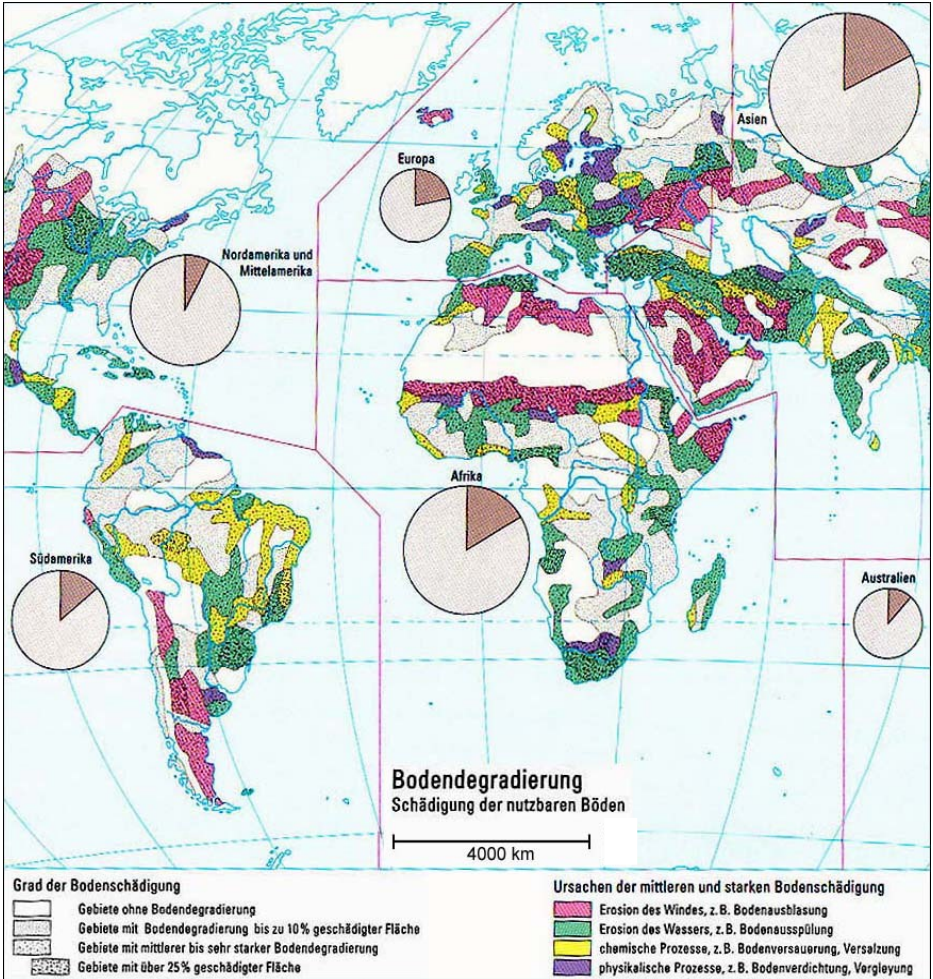 Asien
Europa
Nordamerika und
Mittelamerika
Afrika
Südamerika
Australien
Bodendegradierung
Schädigung der nutzbaren Böden
4000 km
Grad der Bodenschädigung
Gebiete ohne Bodendegradierung
Gebiete mit Bodendegradierung bis zu 10% geschädigter Fläche
Gebiete mit mittlerer bis sehr starker Bodendegradierung
Gebiete mit über 25% geschädigter Fläche
Ursachen der mittleren und starken Bodenschädigung
Erosion des Windes, z.B. Bodenausblasung
Erosion des Wassers, z.B. Bodenausspülung
chemische Prozesse, z.B. Bodenversauerung, Versalzung
physikalische Prozesse, z.B. Bodenverdichtung, Vergleyung